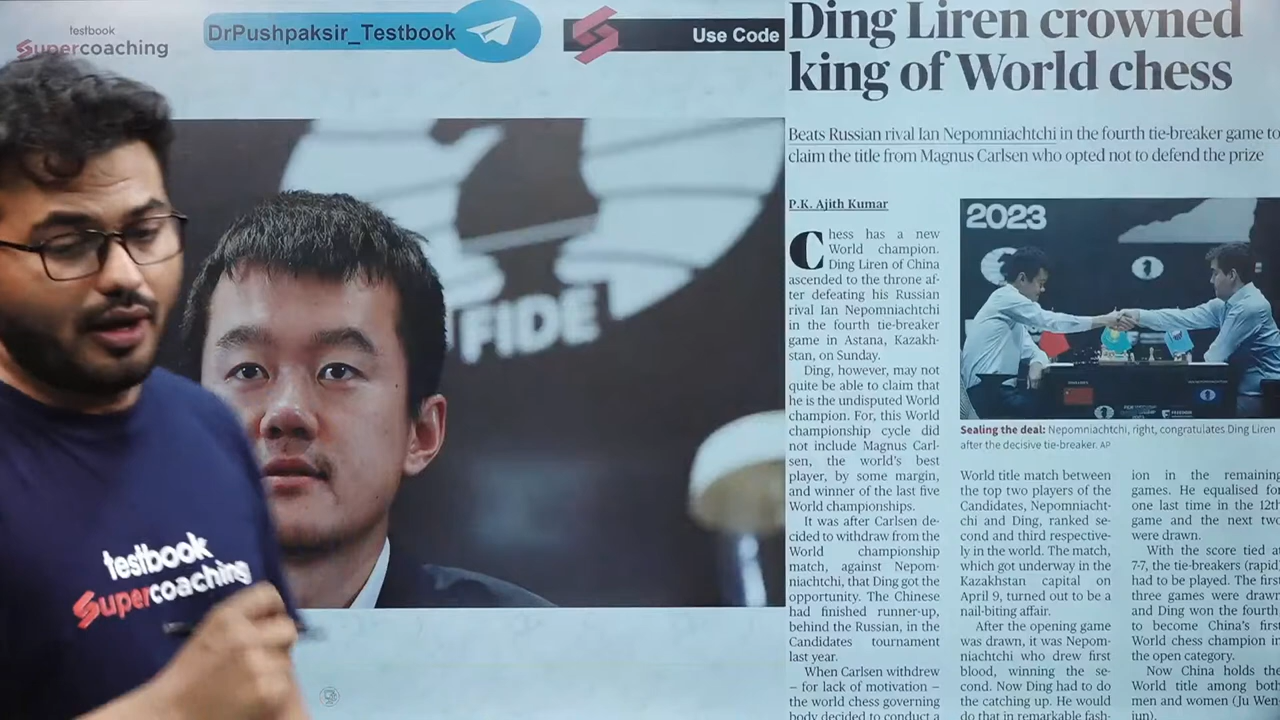 testbook
Supercoaching
DrPushpaksir_Testbook
Use Code
Ding Liren crowned
king of World chess
Beats Russian rival Ian Nepomniachtchi in the fourth tie-breaker game to
claim the title from Magnus Carlsen who opted not to defend the prize
P.K. Ajith Kumar
Chess has a new
World champion.
Ding Liren of China
ascended to the throne af-
ter defeating his Russian
rival Ian Nepomniachtchi
in the fourth tie-breaker
game in Astana, Kazakh-
stan, on Sunday.
Ding, however, may not
quite be able to claim that
he is the undisputed World
champion. For, this World
championship cycle did
not include Magnus Carl-
sen, the world's best
player, by some margin,
and winner of the last five
World championships.
It was after Carlsen de-
cided to withdraw from the
World championship
match, against Nepom-
niachtchi, that Ding got the
opportunity. The Chinese
had finished runner-up,
behind the Russian, in the
Candidates tournament
last year.
When Carlsen withdrew
– for lack of motivation –
the world chess governing
body decided to conduct a
2023
Sealing the deal: Nepomniachtchi, right, congratulates Ding Liren
after the decisive tie-breaker. AP
World title match between
the top two players of the
Candidates, Nepomniacht-
chi and Ding, ranked se-
cond and third respective-
ly in the world. The match,
which got underway in the
Kazakhstan capital on
April 9, turned out to be a
nail-biting affair.
After the opening game
was drawn, it was Nepom-
niachtchi who drew first
blood, winning the se-
cond. Now Ding had to do
the catching up. He would
do that in remarkable fash-
ion in the remaining
games. He equalised for
one last time in the 12th
game and the next two
were drawn.
With the score tied at
7-7, the tie-breakers (rapid)
had to be played. The first
three games were drawn
and Ding won the fourth,
to become China's first
World chess champion in
the open category.
Now China holds the
World title among both
men and women (Ju Wen-
jun).
FIDE
testbook
Supercoaching